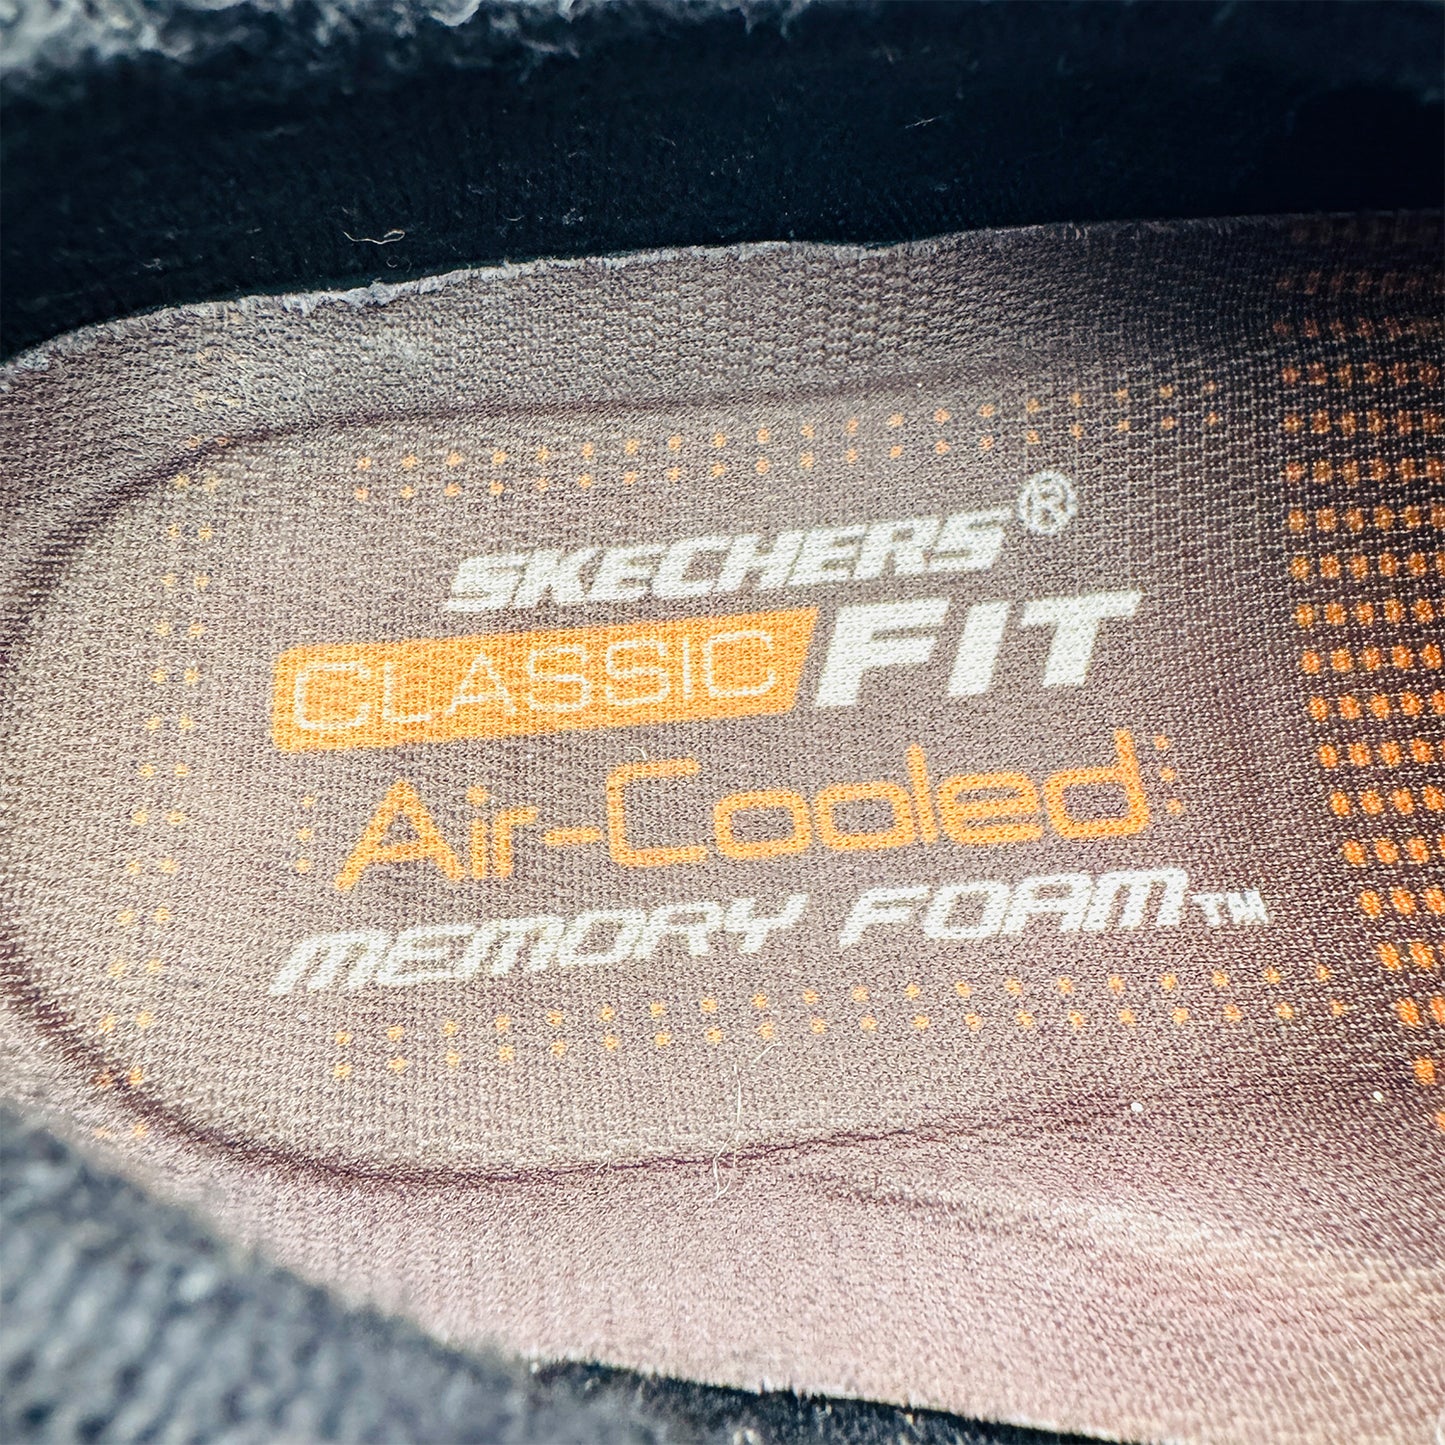 SKECHERS®
CLASSIC FIT
Air-Cooled
MEMORY FOAM™